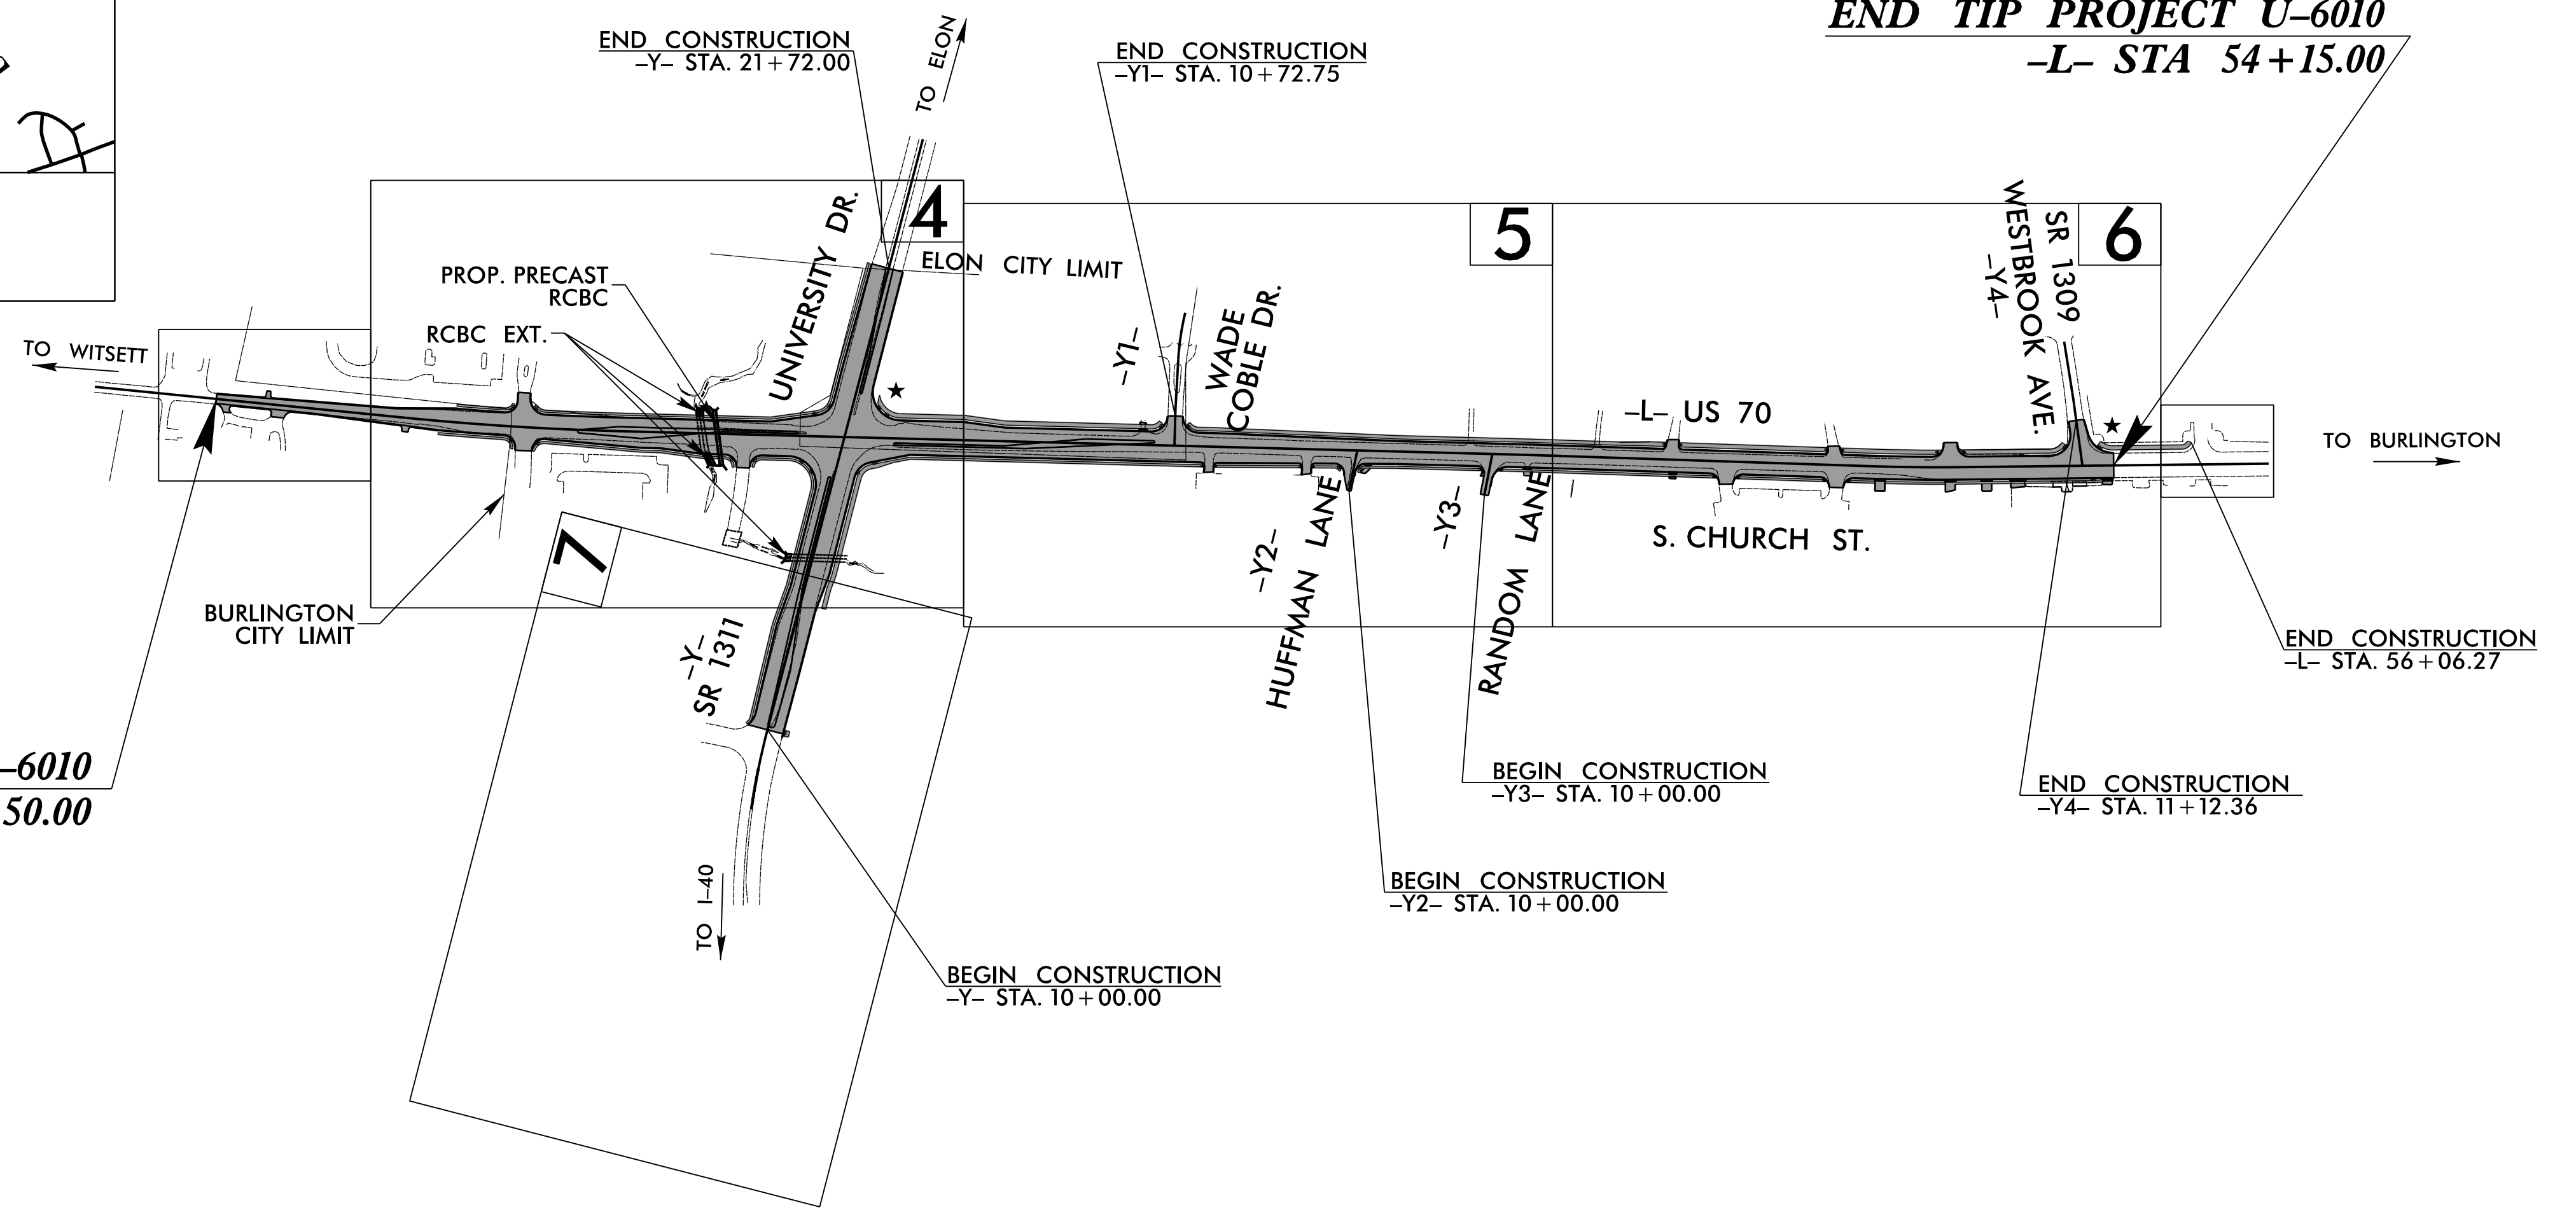 END TIP PROJECT U–6010
–L– STA 54+15.00
END CONSTRUCTION
–Y– STA. 21+72.00
TO ELON
END CONSTRUCTION
–Y1– STA. 10+72.75
4
5
6
UNIVERSITY DR.
ELON CITY LIMIT
PROP. PRECAST
RCBC
RCBC EXT.
TO WITSETT
–Y1–
WADE
COBLE DR.
–L– US 70
SR 1309
WESTBROOK AVE.
–Y4–
TO BURLINGTON
–Y2–
HUFFMAN LANE
–Y3–
RANDOM LANE
S. CHURCH ST.
7
BURLINGTON
CITY LIMIT
–Y–
SR 1311
END CONSTRUCTION
–L– STA. 56+06.27
–6010
50.00
BEGIN CONSTRUCTION
–Y3– STA. 10+00.00
END CONSTRUCTION
–Y4– STA. 11+12.36
BEGIN CONSTRUCTION
–Y2– STA. 10+00.00
TO I–40
BEGIN CONSTRUCTION
–Y– STA. 10+00.00